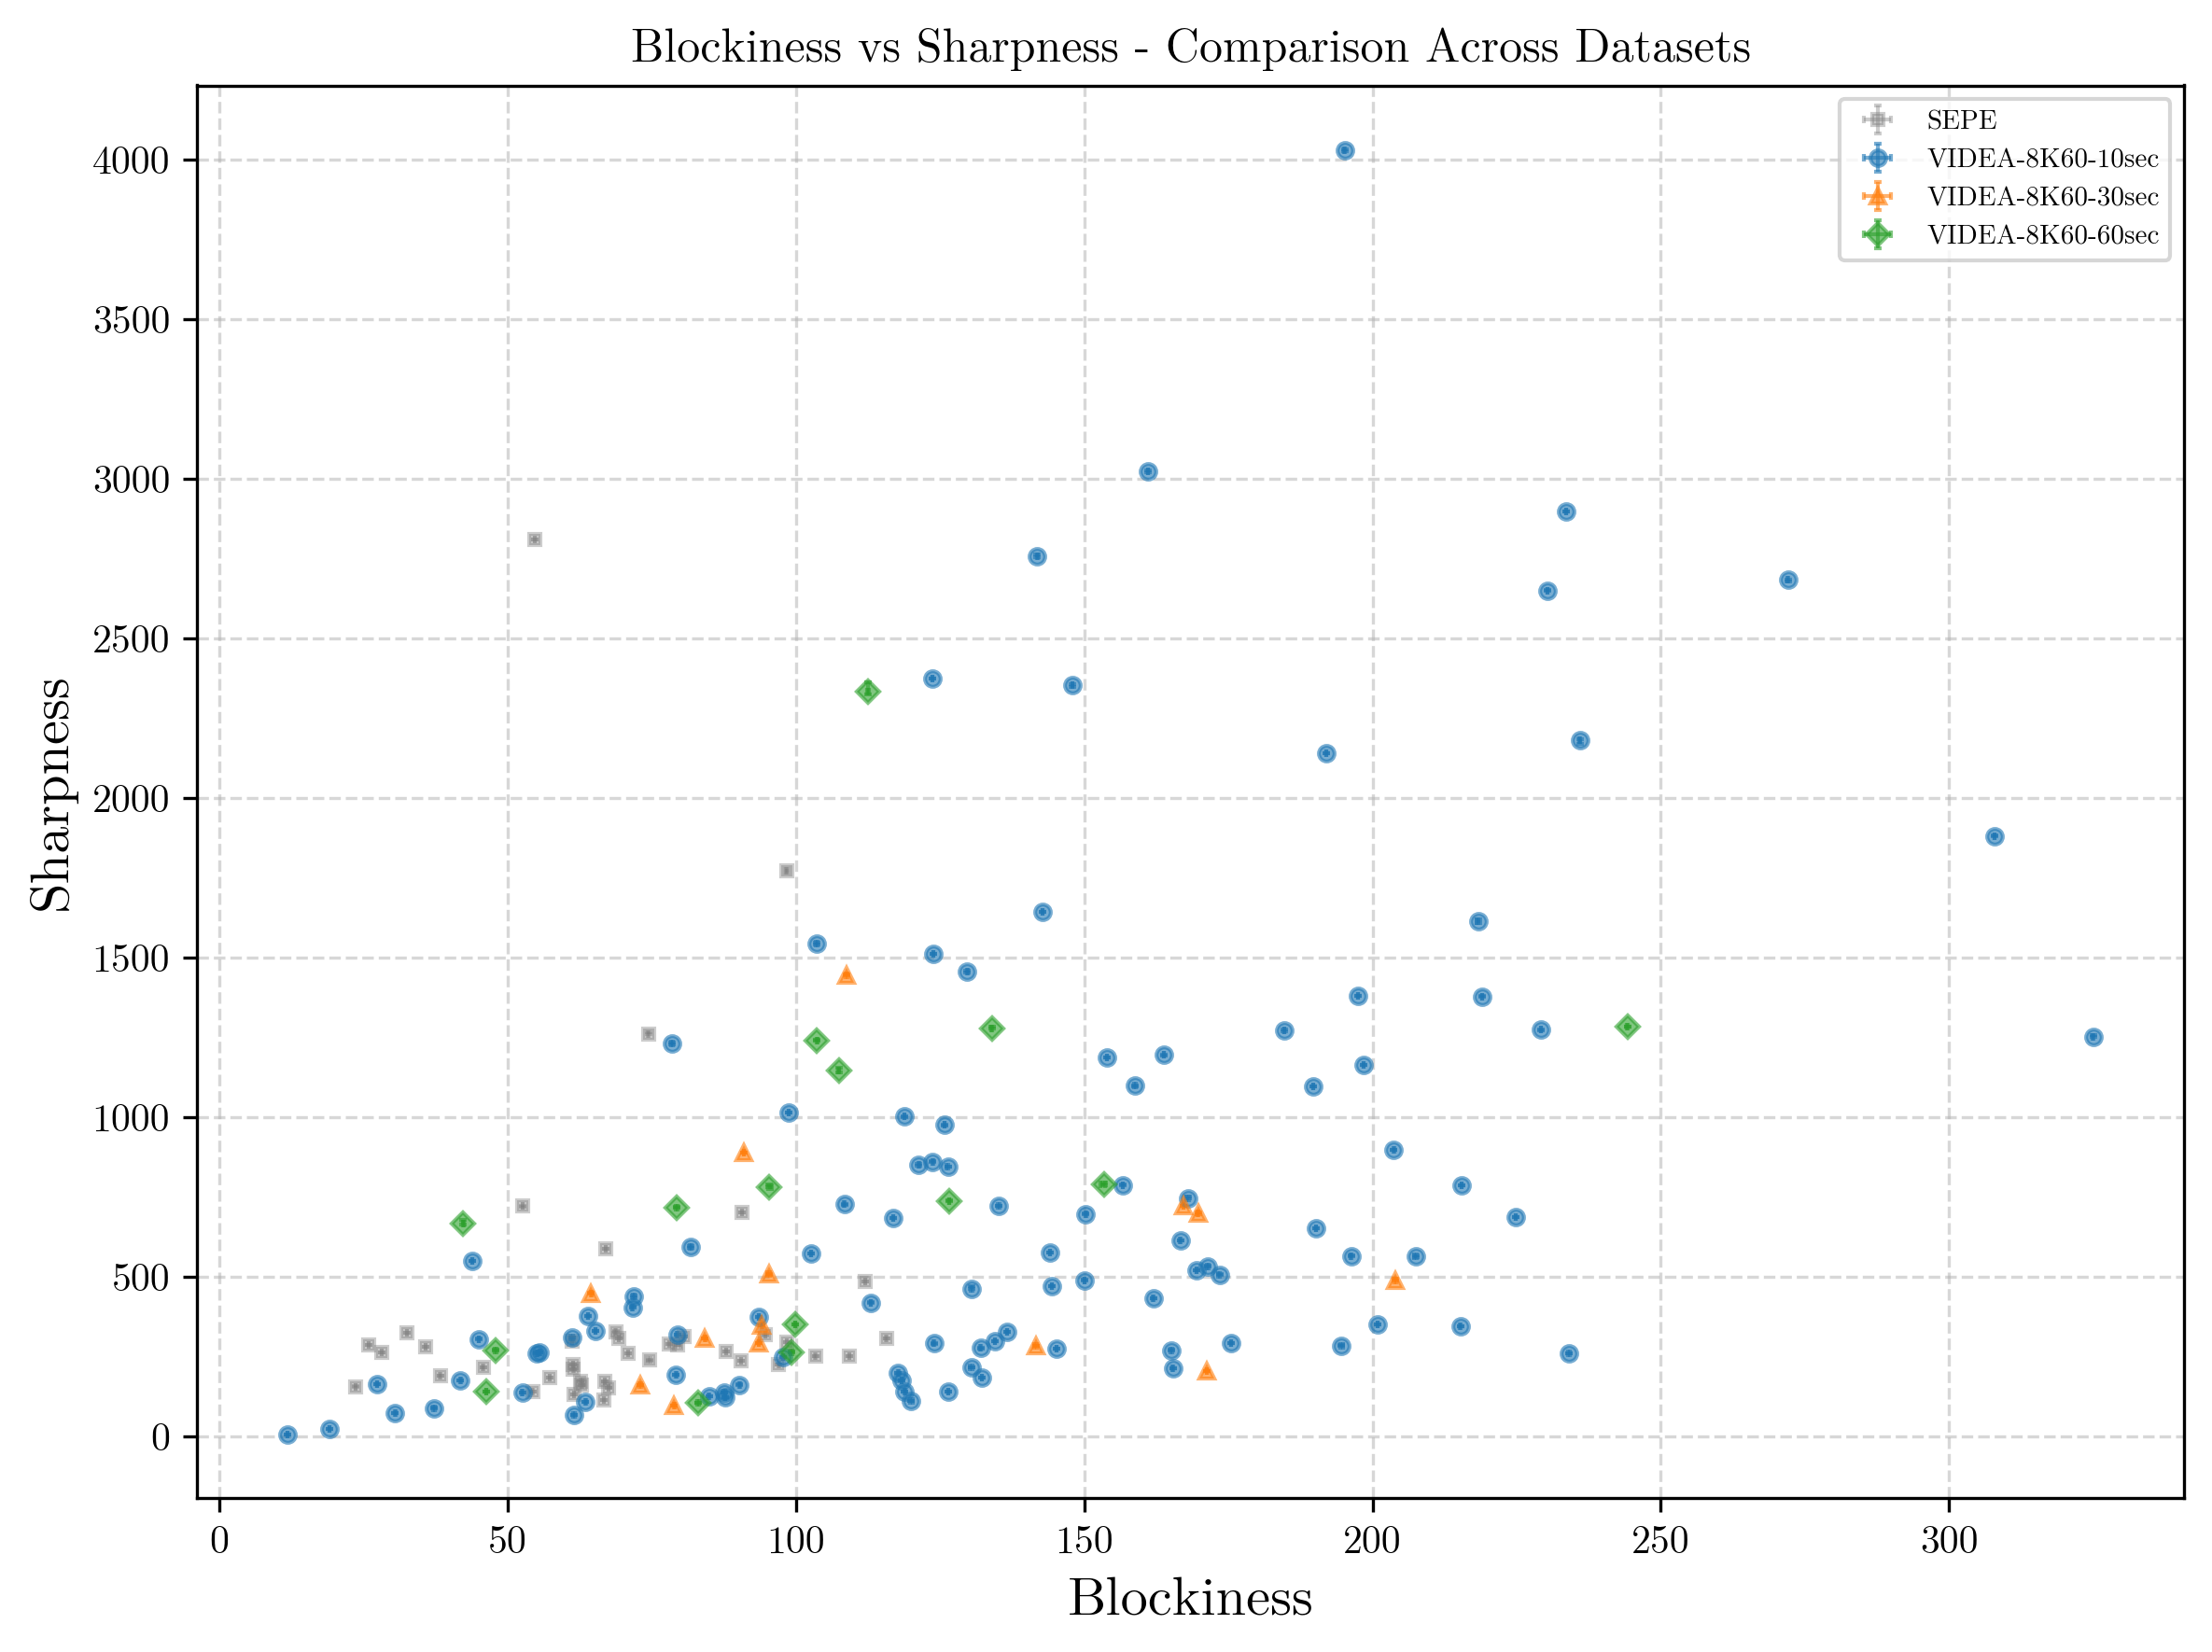 Blockiness vs Sharpness - Comparison Across Datasets
SEPE
VIDEA-8K60-10sec
VIDEA-8K60-30sec
VIDEA-8K60-60sec
Sharpness
4000
3500
3000
2500
2000
1500
1000
500
0
0 50 100 150 200 250 300
Blockiness